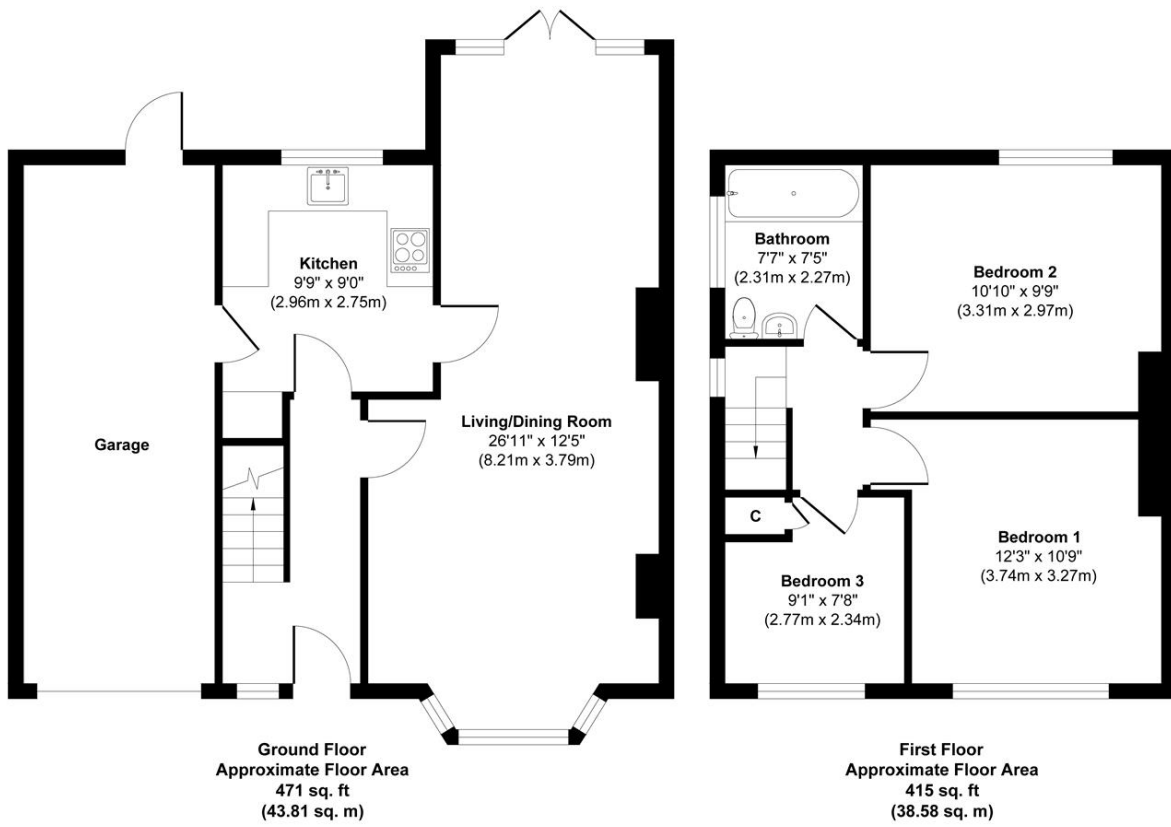 Kitchen
9'9" x 9'0"
(2.96m x 2.75m)
Garage
Living/Dining Room
26'11" x 12'5"
(8.21m x 3.79m)
Ground Floor
Approximate Floor Area
471 sq. ft
(43.81 sq. m)
Bathroom
7'7" x 7'5"
(2.31m x 2.27m)
Bedroom 2
10'10" x 9'9"
(3.31m x 2.97m)
C
Bedroom 1
12'3" x 10'9"
(3.74m x 3.27m)
Bedroom 3
9'1" x 7'8"
(2.77m x 2.34m)
First Floor
Approximate Floor Area
415 sq. ft
(38.58 sq. m)